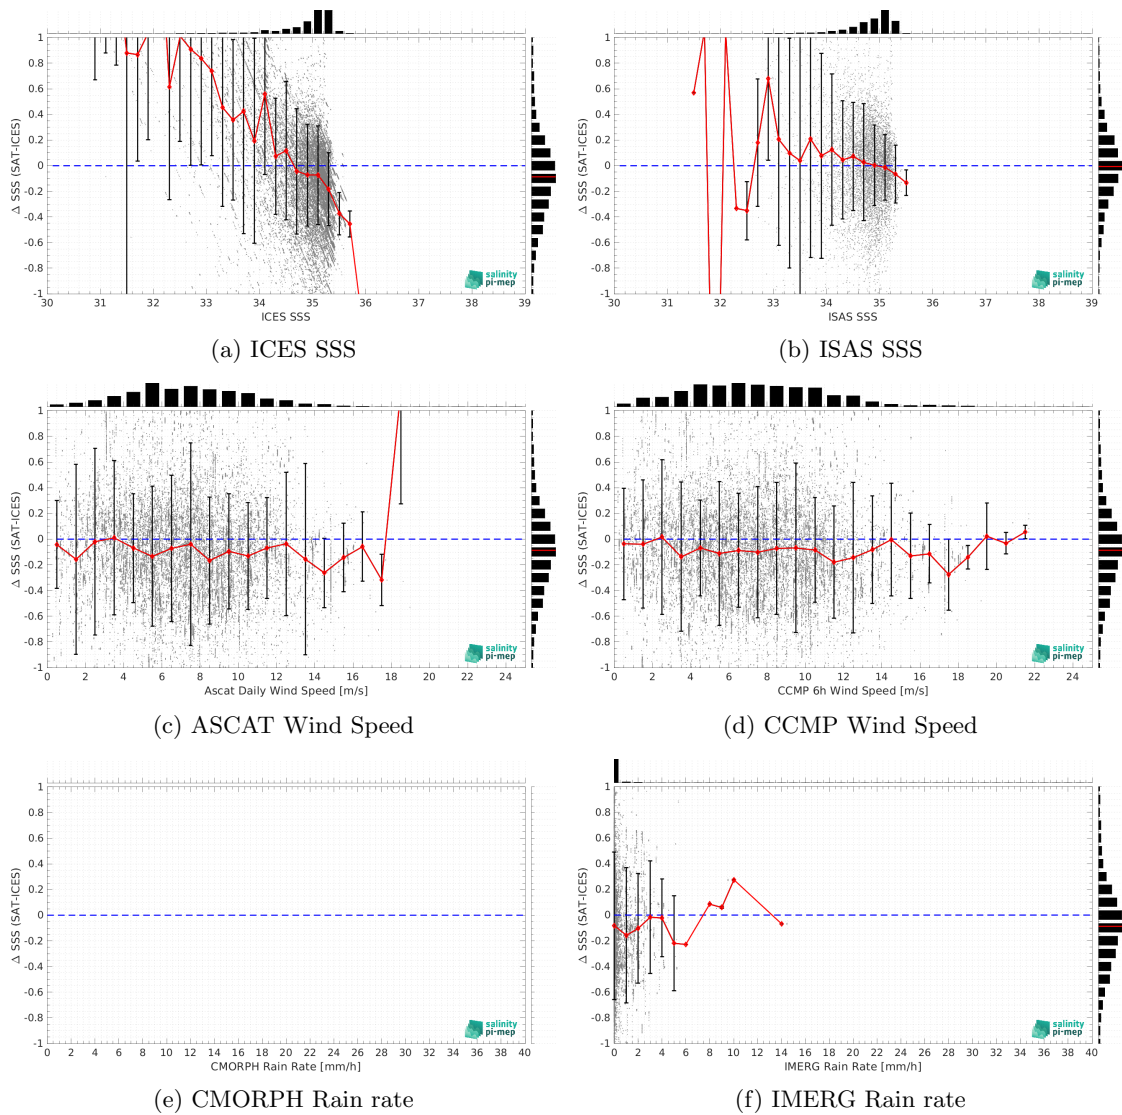 1
0.8
0.6
0.4
0.2
0
-0.2
-0.4
-0.6
-0.8
-1
Δ SSS (SAT-ICES)
30 31 32 33 34 35 36 37 38 39
ICES SSS
salinity
pi-mep
(a) ICES SSS
1
0.8
0.6
0.4
0.2
0
-0.2
-0.4
-0.6
-0.8
-1
Δ SSS (SAT-ICES)
30 31 32 33 34 35 36 37 38 39
ISAS SSS
salinity
pi-mep
(b) ISAS SSS
1
0.8
0.6
0.4
0.2
0
-0.2
-0.4
-0.6
-0.8
-1
Δ SSS (SAT-ICES)
0 2 4 6 8 10 12 14 16 18 20 22 24
Ascat Daily Wind Speed [m/s]
salinity
pi-mep
(c) ASCAT Wind Speed
1
0.8
0.6
0.4
0.2
0
-0.2
-0.4
-0.6
-0.8
-1
Δ SSS (SAT-ICES)
0 2 4 6 8 10 12 14 16 18 20 22 24
CCMP 6h Wind Speed [m/s]
salinity
pi-mep
(d) CCMP Wind Speed
1
0.8
0.6
0.4
0.2
0
-0.2
-0.4
-0.6
-0.8
-1
Δ SSS (SAT-ICES)
0 2 4 6 8 10 12 14 16 18 20 22 24 26 28 30 32 34 36 38 40
CMORPH Rain Rate [mm/h]
salinity
pi-mep
(e) CMORPH Rain rate
1
0.8
0.6
0.4
0.2
0
-0.2
-0.4
-0.6
-0.8
-1
Δ SSS (SAT-ICES)
0 2 4 6 8 10 12 14 16 18 20 22 24 26 28 30 32 34 36 38 40
IMERG Rain Rate [mm/h]
salinity
pi-mep
(f) IMERG Rain rate